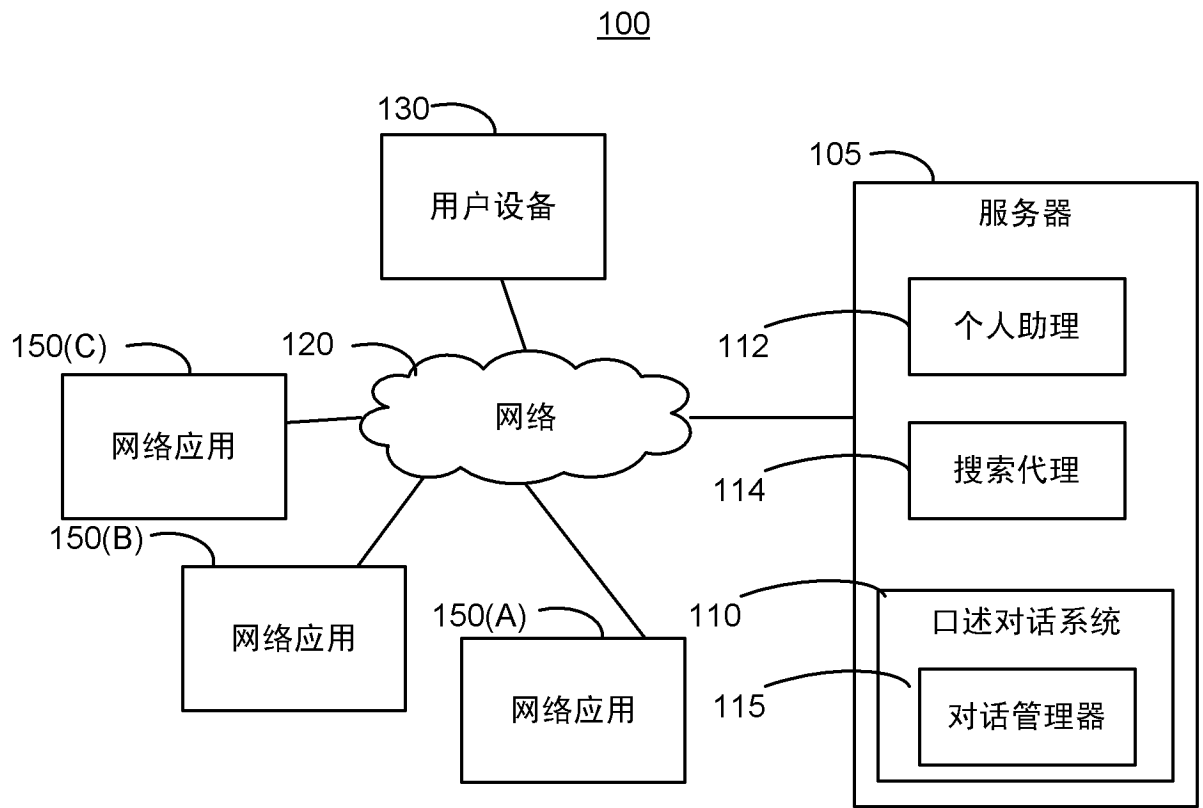 100
130
用户设备
105
服务器
112
个人助理
120
网络
150(C)
网络应用
114
搜索代理
150(B)
网络应用
150(A)
网络应用
110
口述对话系统
115
对话管理器